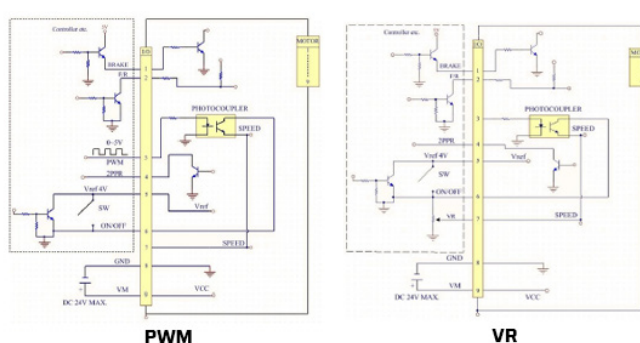 Controller etc.
5V
I/O
MOTOR
BRAKE
1
F/R
2
PHOTOCOUPLER
SPEED
0~5V
PWM
3
2PPR
4
Vref 4V
5
Vref
SW
ON/OFF
6
7
SPEED
GND
8
DC 24V MAX.
VM
9
VCC
PWM
Controller etc.
I/O
MO
BRAKE
1
F/R
2
PHOTOCOUPLER
3
SPEED
2PPR
4
Vref 4V
5
Vref
SW
ON/OFF
6
VR
7
SPEED
GND
8
DC 24V MAX.
VM
9
VCC
VR